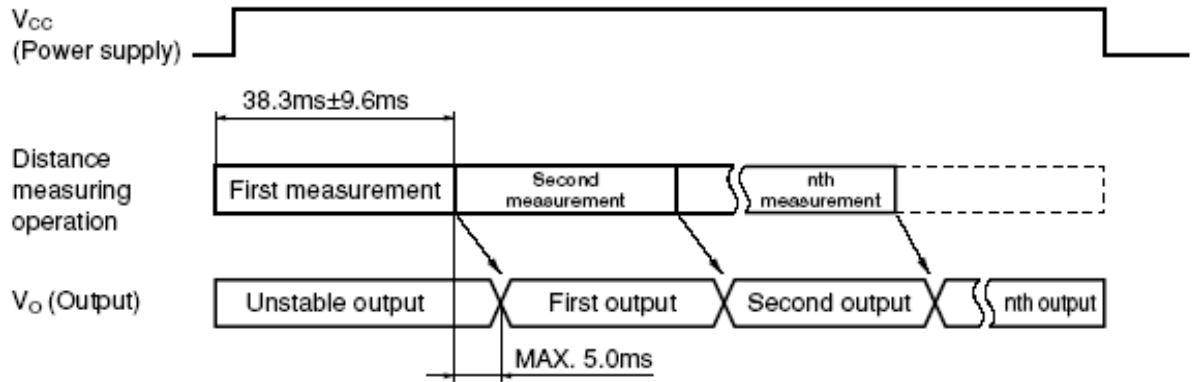 VCC
(Power supply)
38.3ms±9.6ms
Distance
measuring
operation
First measurement
Second
measurement
nth
measurement
VO (Output)
Unstable output
First output
Second output
nth output
MAX. 5.0ms